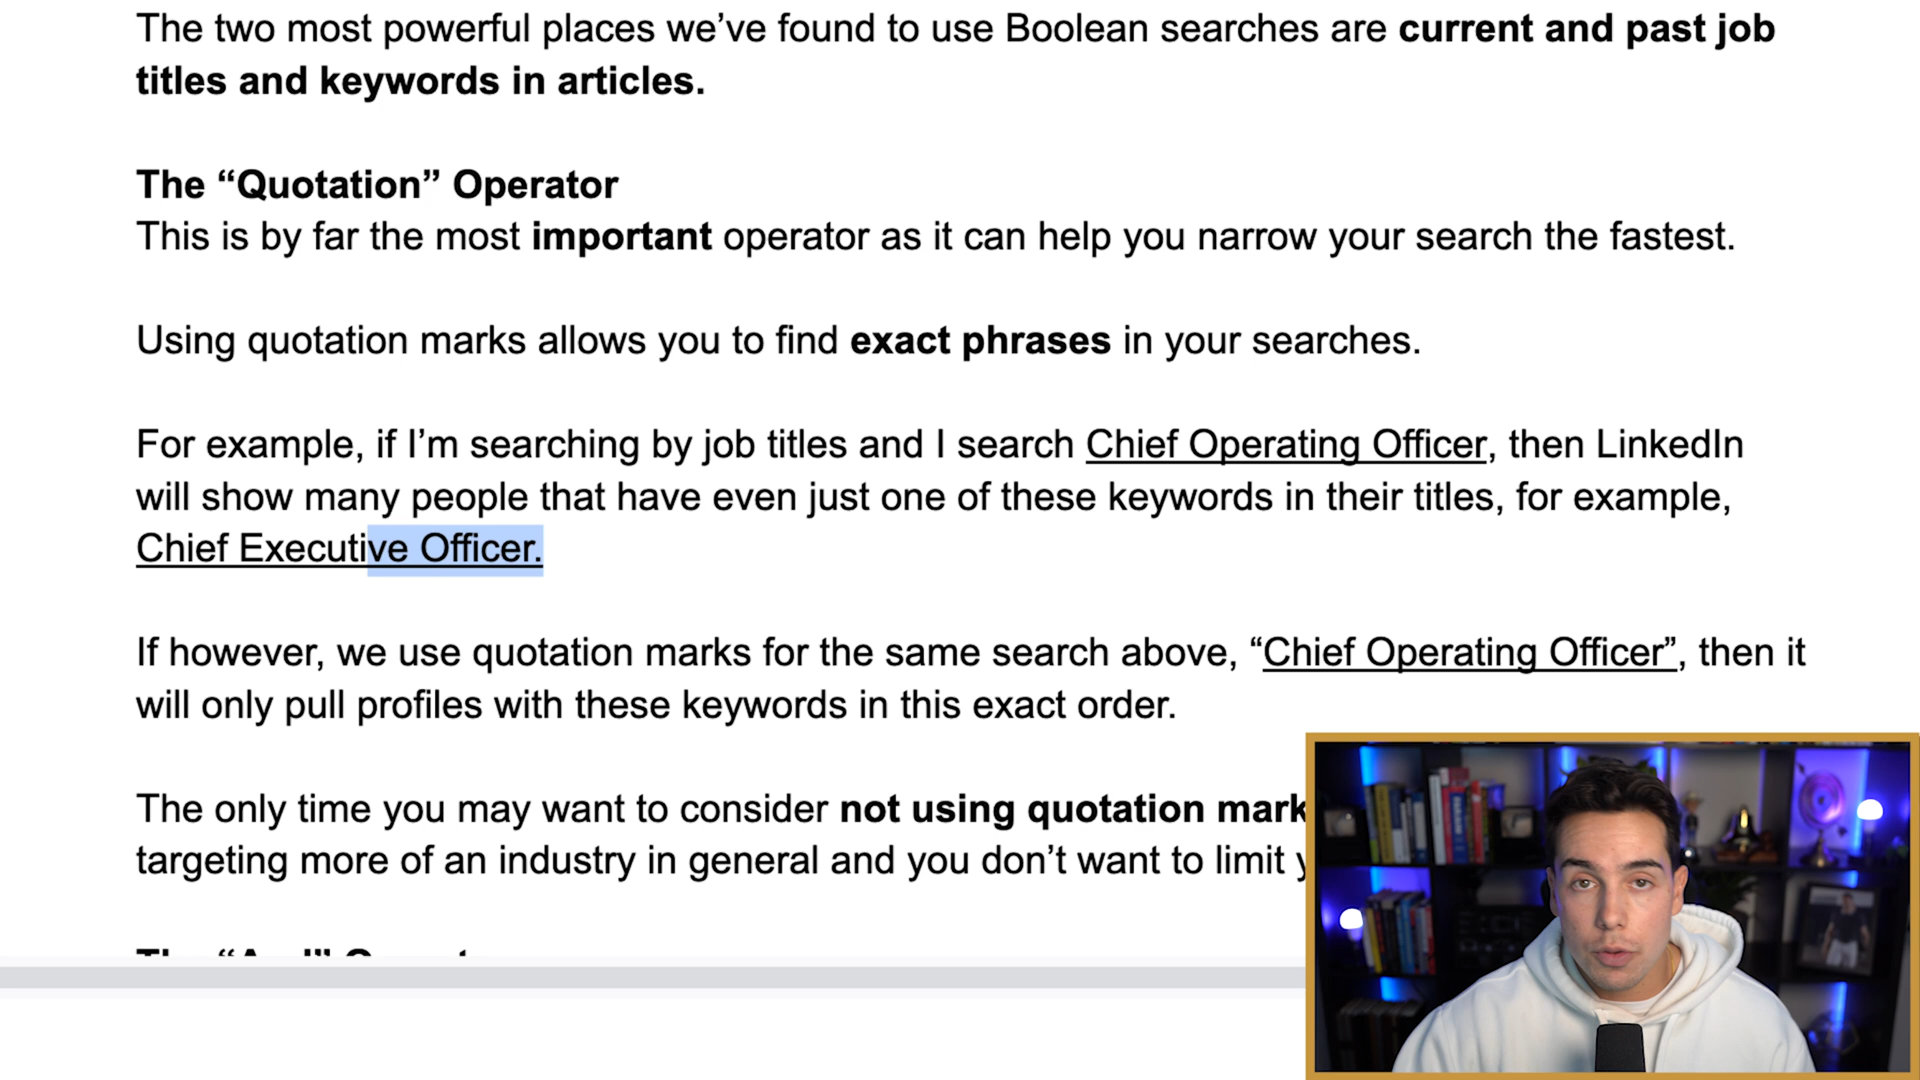 The two most powerful places we’ve found to use Boolean searches are current and past job
titles and keywords in articles.
The “Quotation” Operator
This is by far the most important operator as it can help you narrow your search the fastest.
Using quotation marks allows you to find exact phrases in your searches.
For example, if I’m searching by job titles and I search Chief Operating Officer, then LinkedIn
will show many people that have even just one of these keywords in their titles, for example,
Chief Executive Officer.
If however, we use quotation marks for the same search above, “Chief Operating Officer”, then it
will only pull profiles with these keywords in this exact order.
The only time you may want to consider not using quotation mark
targeting more of an industry in general and you don’t want to limit